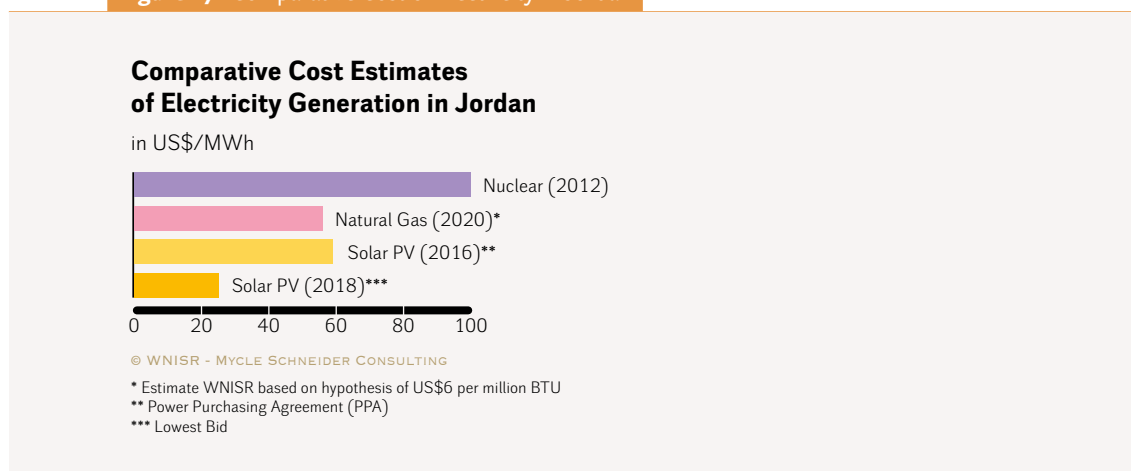 Comparative Cost Estimates
of Electricity Generation in Jordan
in US$/MWh
Nuclear (2012)
Natural Gas (2020)*
Solar PV (2016)**
Solar PV (2018)***
0 20 40 60 80 100
© WNISR - Mycle Schneider Consulting
* Estimate WNISR based on hypothesis of US$6 per million BTU
** Power Purchasing Agreement (PPA)
*** Lowest Bid